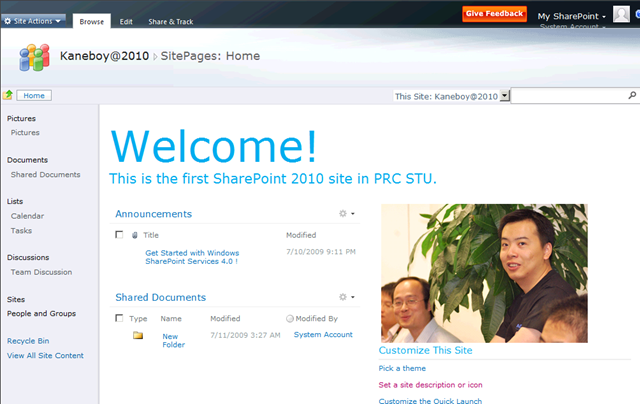 Site Actions
Browse
Edit
Share & Track
Give Feedback
My SharePoint
System Account
Kaneboy@2010 SitePages: Home
Home
This Site: Kaneboy@2010
Pictures
Pictures
Documents
Shared Documents
Lists
Calendar
Tasks
Discussions
Team Discussion
Sites
People and Groups
Recycle Bin
View All Site Content
Welcome!
This is the first SharePoint 2010 site in PRC STU.
Announcements
Title Modified
Get Started with Windows 7/10/2009 9:11 PM
SharePoint Services 4.0 !
Shared Documents
Type Name Modified Modified By
New 7/11/2009 3:27 AM System Account
Folder
Customize This Site
Pick a theme
Set a site description or icon
Customize the Quick Launch